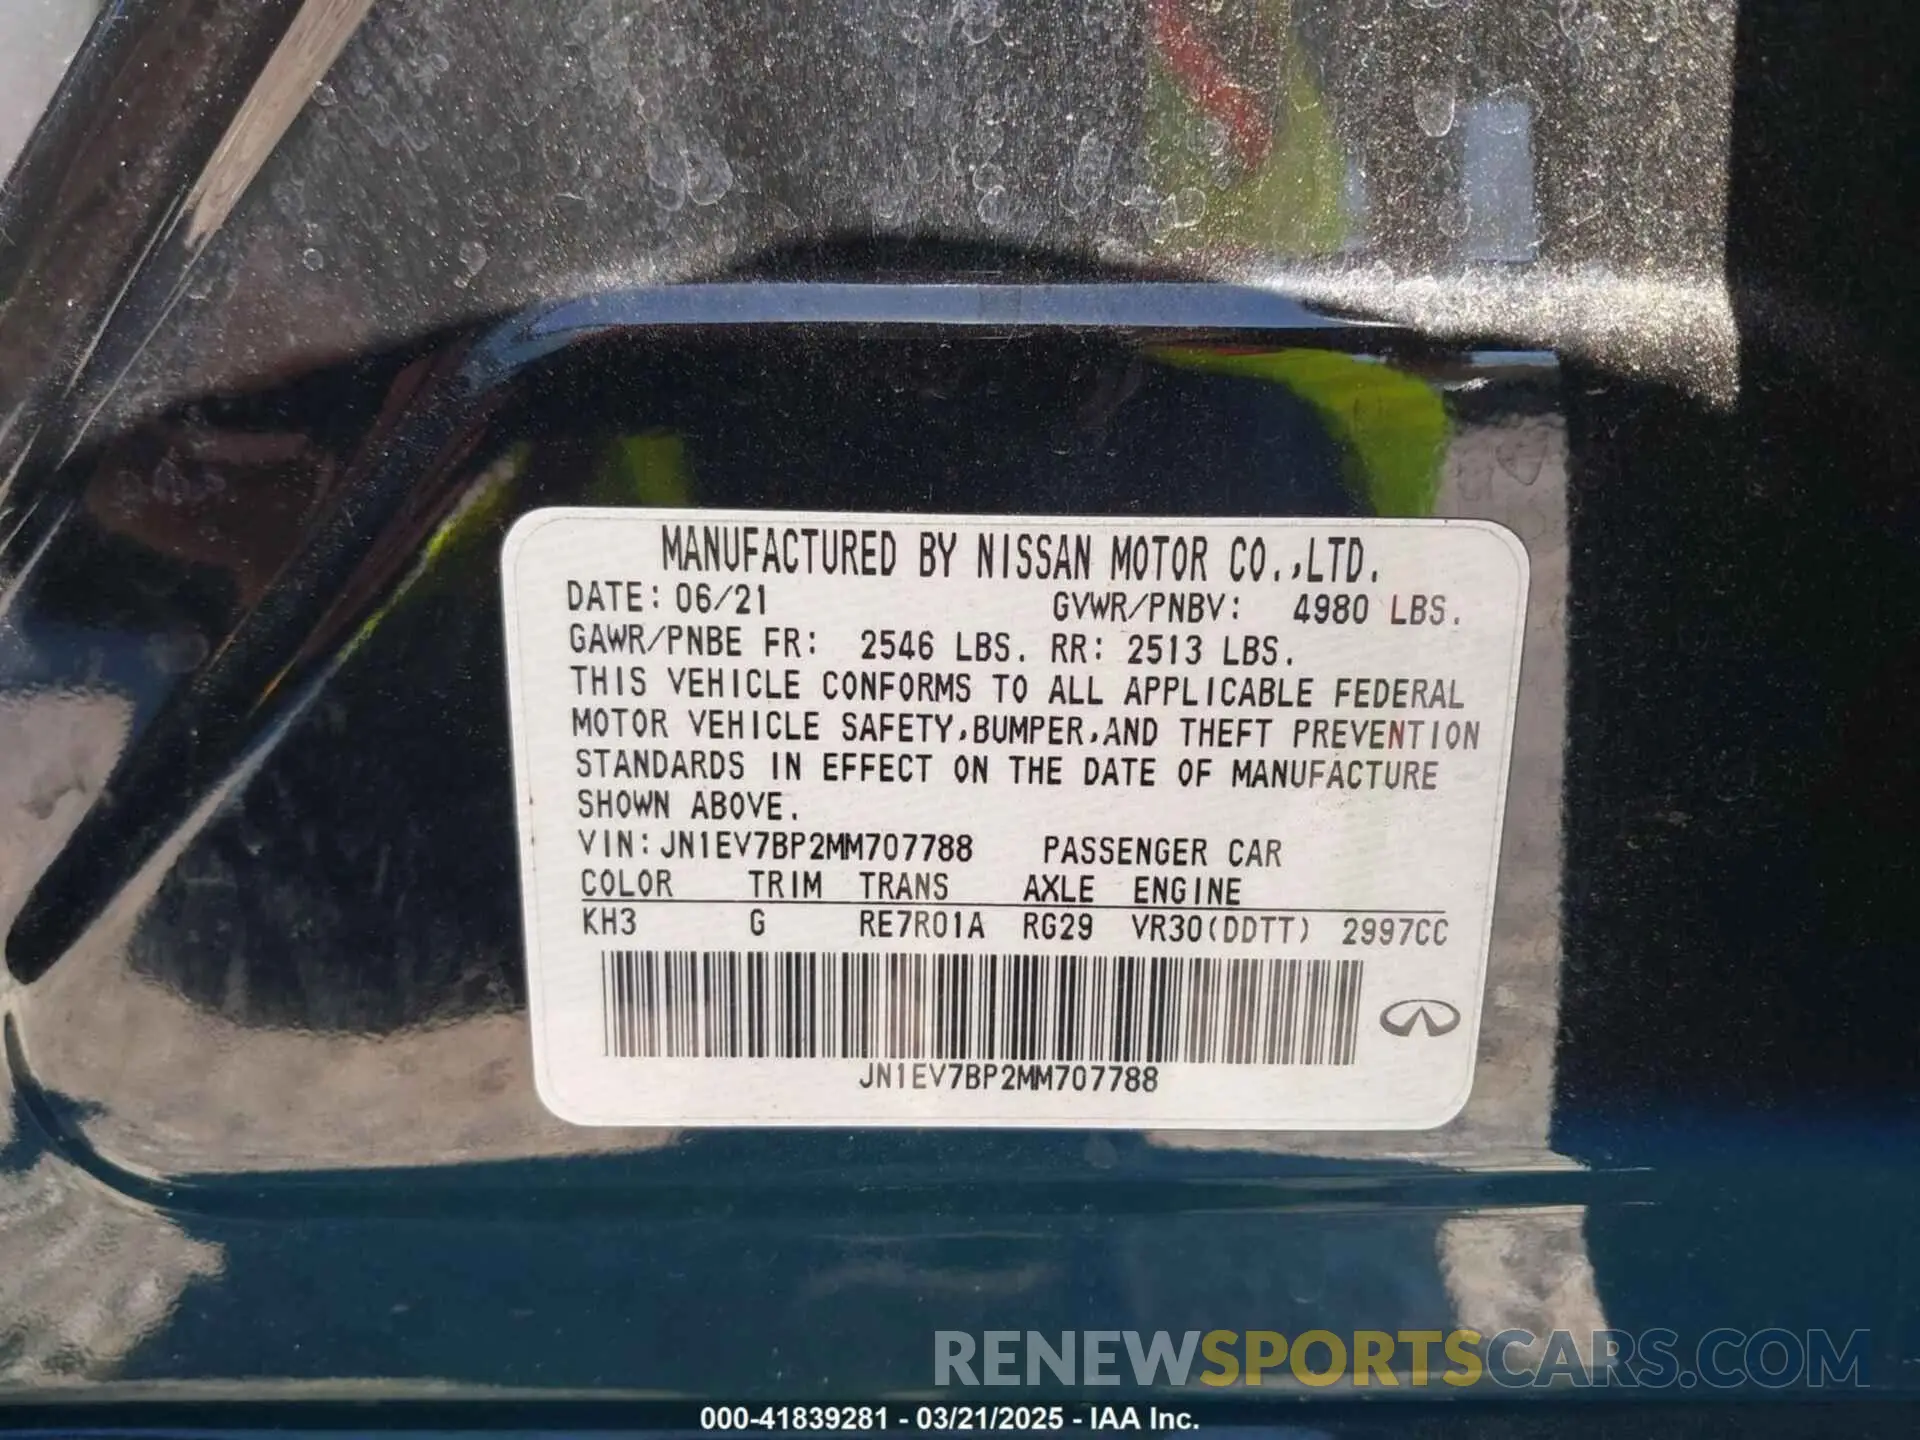 MANUFACTURED BY NISSAN MOTOR CO.,LTD.
DATE: 06/21 GVWR/PNBV: 4980 LBS.
GAWR/PNBE FR: 2546 LBS. RR: 2513 LBS.
THIS VEHICLE CONFORMS TO ALL APPLICABLE FEDERAL
MOTOR VEHICLE SAFETY,BUMPER,AND THEFT PREVENTION
STANDARDS IN EFFECT ON THE DATE OF MANUFACTURE
SHOWN ABOVE.
VIN:JN1EV7BP2MM707788 PASSENGER CAR
COLOR TRIM TRANS AXLE ENGINE
KH3 G RE7R01A RG29 VR30(DDTT) 2997CC
JN1EV7BP2MM707788
RENEWSPORTSCARS.COM
000-41839281 - 03/21/2025 - IAA Inc.